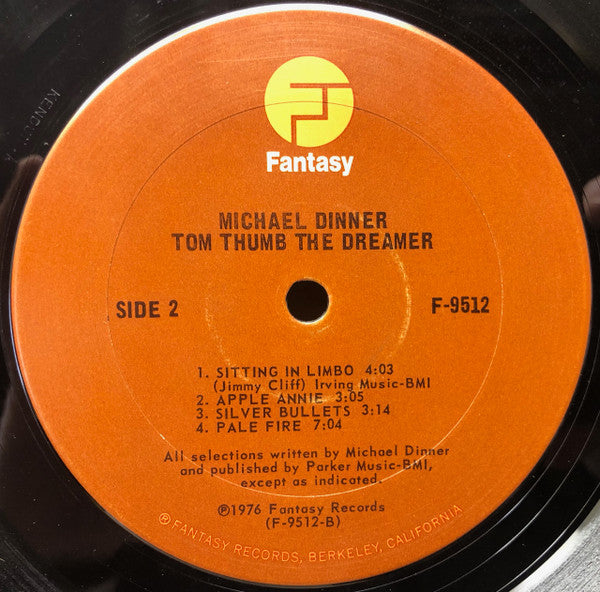 Fantasy
MICHAEL DINNER
TOM THUMB THE DREAMER
SIDE 2
F-9512
1. SITTING IN LIMBO 4:03
(Jimmy Cliff) Irving Music-BMI
2. APPLE ANNIE 3:05
3. SILVER BULLETS 3:14
4. PALE FIRE 7:04
All selections written by Michael Dinner
and published by Parker Music-BMI,
except as indicated.
℗1976 Fantasy Records
(F-9512-B)
® FANTASY RECORDS, BERKELEY, CALIFORNIA